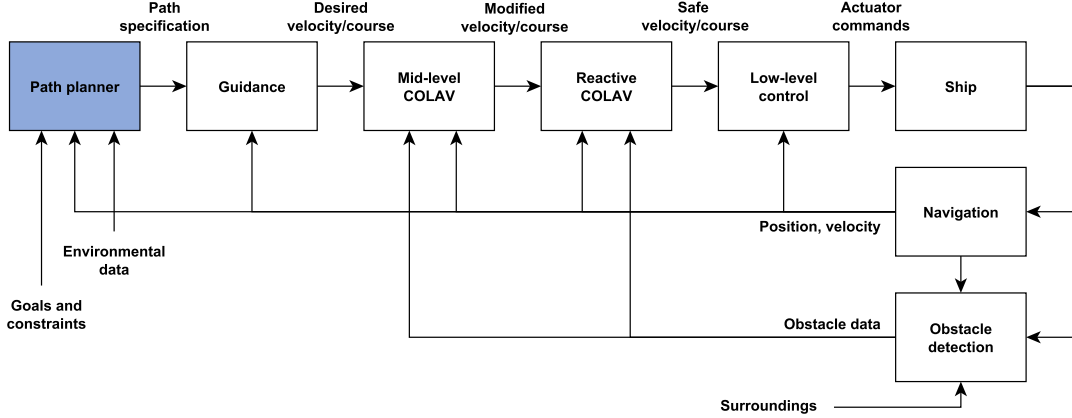 Path
specification
Desired
velocity/course
Modified
velocity/course
Safe
velocity/course
Actuator
commands
Path planner
Guidance
Mid-level
COLAV
Reactive
COLAV
Low-level
control
Ship
Navigation
Position, velocity
Environmental
data
Goals and
constraints
Obstacle data
Obstacle
detection
Surroundings